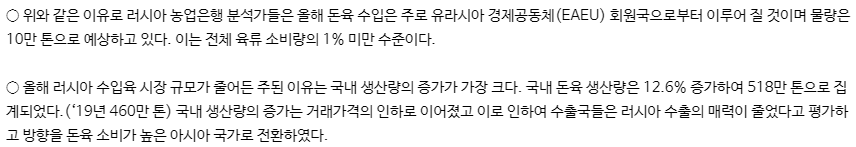 ○ 위와 같은 이유로 러시아 농업은행 분석가들은 올해 돈육 수입은 주로 유라시아 경제공동체(EAEU) 회원국으로부터 이루어 질 것이며 물량은
10만 톤으로 예상하고 있다. 이는 전체 육류 소비량의 1% 미만 수준이다.
○ 올해 러시아 수입육 시장 규모가 줄어든 주된 이유는 국내 생산량의 증가가 가장 크다. 국내 돈육 생산량은 12.6% 증가하여 518만 톤으로 집
계되었다. (‘19년 460만 톤) 국내 생산량의 증가는 거래가격의 인하로 이어졌고 이로 인하여 수출국들은 러시아 수출의 매력이 줄었다고 평가하
고 방향을 돈육 소비가 높은 아시아 국가로 전환하였다.